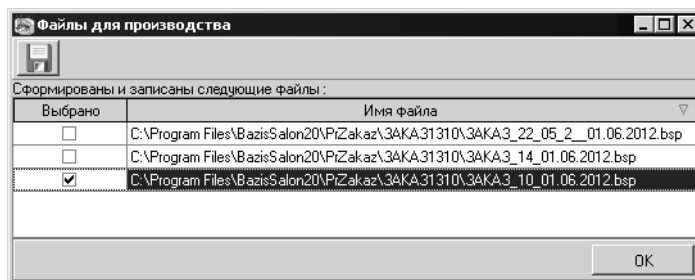 Файлы для производства
Сформированы и записаны следующие файлы :
Выбрано Имя файла
C:\Program Files\BazisSalon20\PrZakaz\ЗАКАЗ1310\ЗАКАЗ_22_05_2__01.06.2012.bsp
C:\Program Files\BazisSalon20\PrZakaz\ЗАКАЗ1310\ЗАКАЗ_14_01.06.2012.bsp
C:\Program Files\BazisSalon20\PrZakaz\ЗАКАЗ1310\ЗАКАЗ_10_01.06.2012.bsp
OK